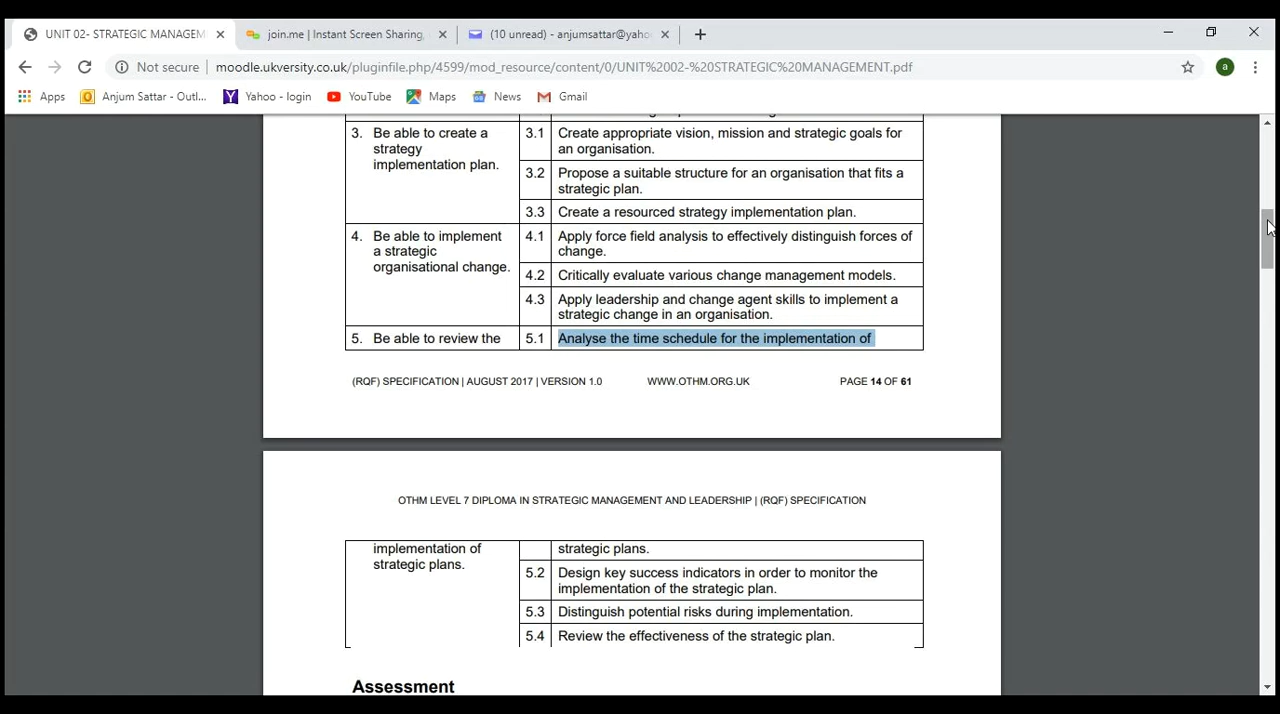 UNIT 02- STRATEGIC MANAGEM
join.me | Instant Screen Sharing,
(10 unread) - anjumsattar@yaho
Not secure
moodle.ukversity.co.uk/pluginfile.php/4599/mod_resource/content/0/UNIT%2002-%20STRATEGIC%20MANAGEMENT.pdf
a
Apps
Anjum Sattar - Outl...
Yahoo - login
YouTube
Maps
News
Gmail
3. Be able to create a
strategy
implementation plan.
3.1 Create appropriate vision, mission and strategic goals for
an organisation.
3.2 Propose a suitable structure for an organisation that fits a
strategic plan.
3.3 Create a resourced strategy implementation plan.
4. Be able to implement
a strategic
organisational change.
4.1 Apply force field analysis to effectively distinguish forces of
change.
4.2 Critically evaluate various change management models.
4.3 Apply leadership and change agent skills to implement a
strategic change in an organisation.
5. Be able to review the
5.1 Analyse the time schedule for the implementation of
(RQF) SPECIFICATION | AUGUST 2017 | VERSION 1.0
WWW.OTHM.ORG.UK
PAGE 14 OF 61
OTHM LEVEL 7 DIPLOMA IN STRATEGIC MANAGEMENT AND LEADERSHIP | (RQF) SPECIFICATION
implementation of
strategic plans.
strategic plans.
5.2 Design key success indicators in order to monitor the
implementation of the strategic plan.
5.3 Distinguish potential risks during implementation.
5.4 Review the effectiveness of the strategic plan.
Assessment